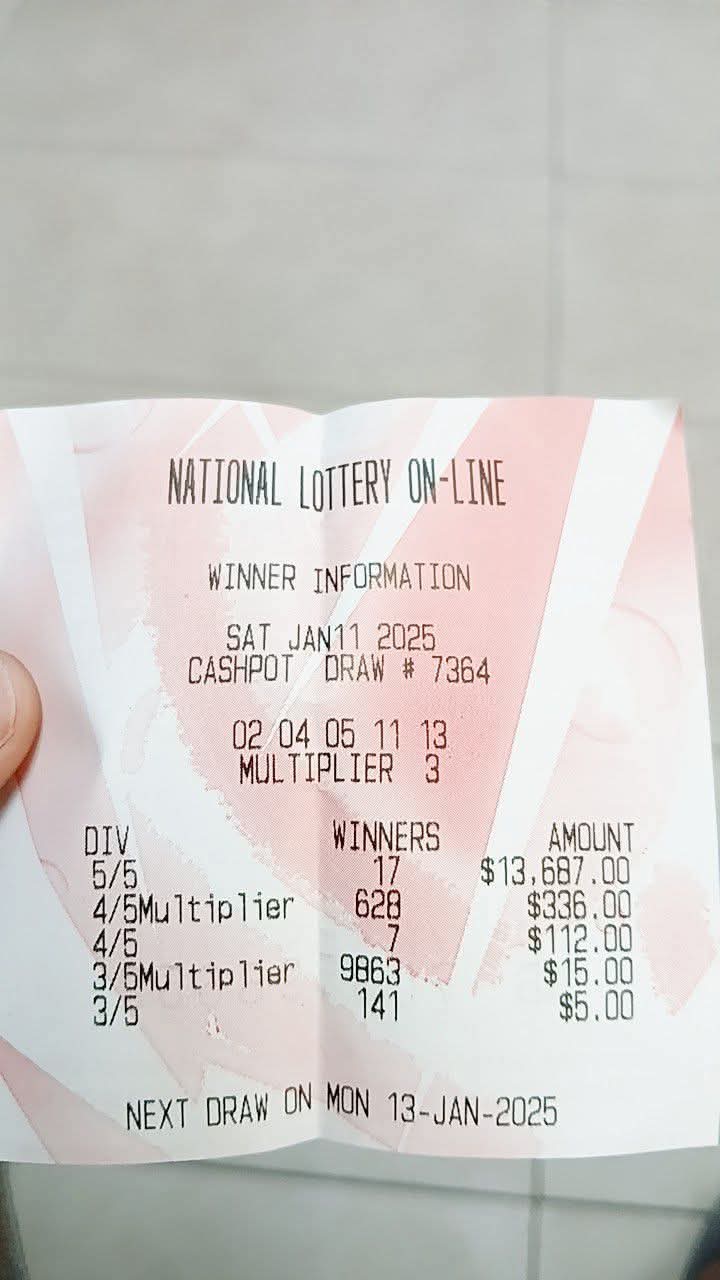 NATIONAL LOTTERY ON-LINE
WINNER INFORMATION
SAT JAN11 2025
CASHPOT DRAW # 7364
02 04 05 11 13
MULTIPLIER 3
DIV WINNERS AMOUNT
5/5 17 $13,687.00
4/5Multiplier 628 $336.00
4/5 7 $112.00
3/5Multiplier 9863 $15.00
3/5 141 $5.00
NEXT DRAW ON MON 13-JAN-2025